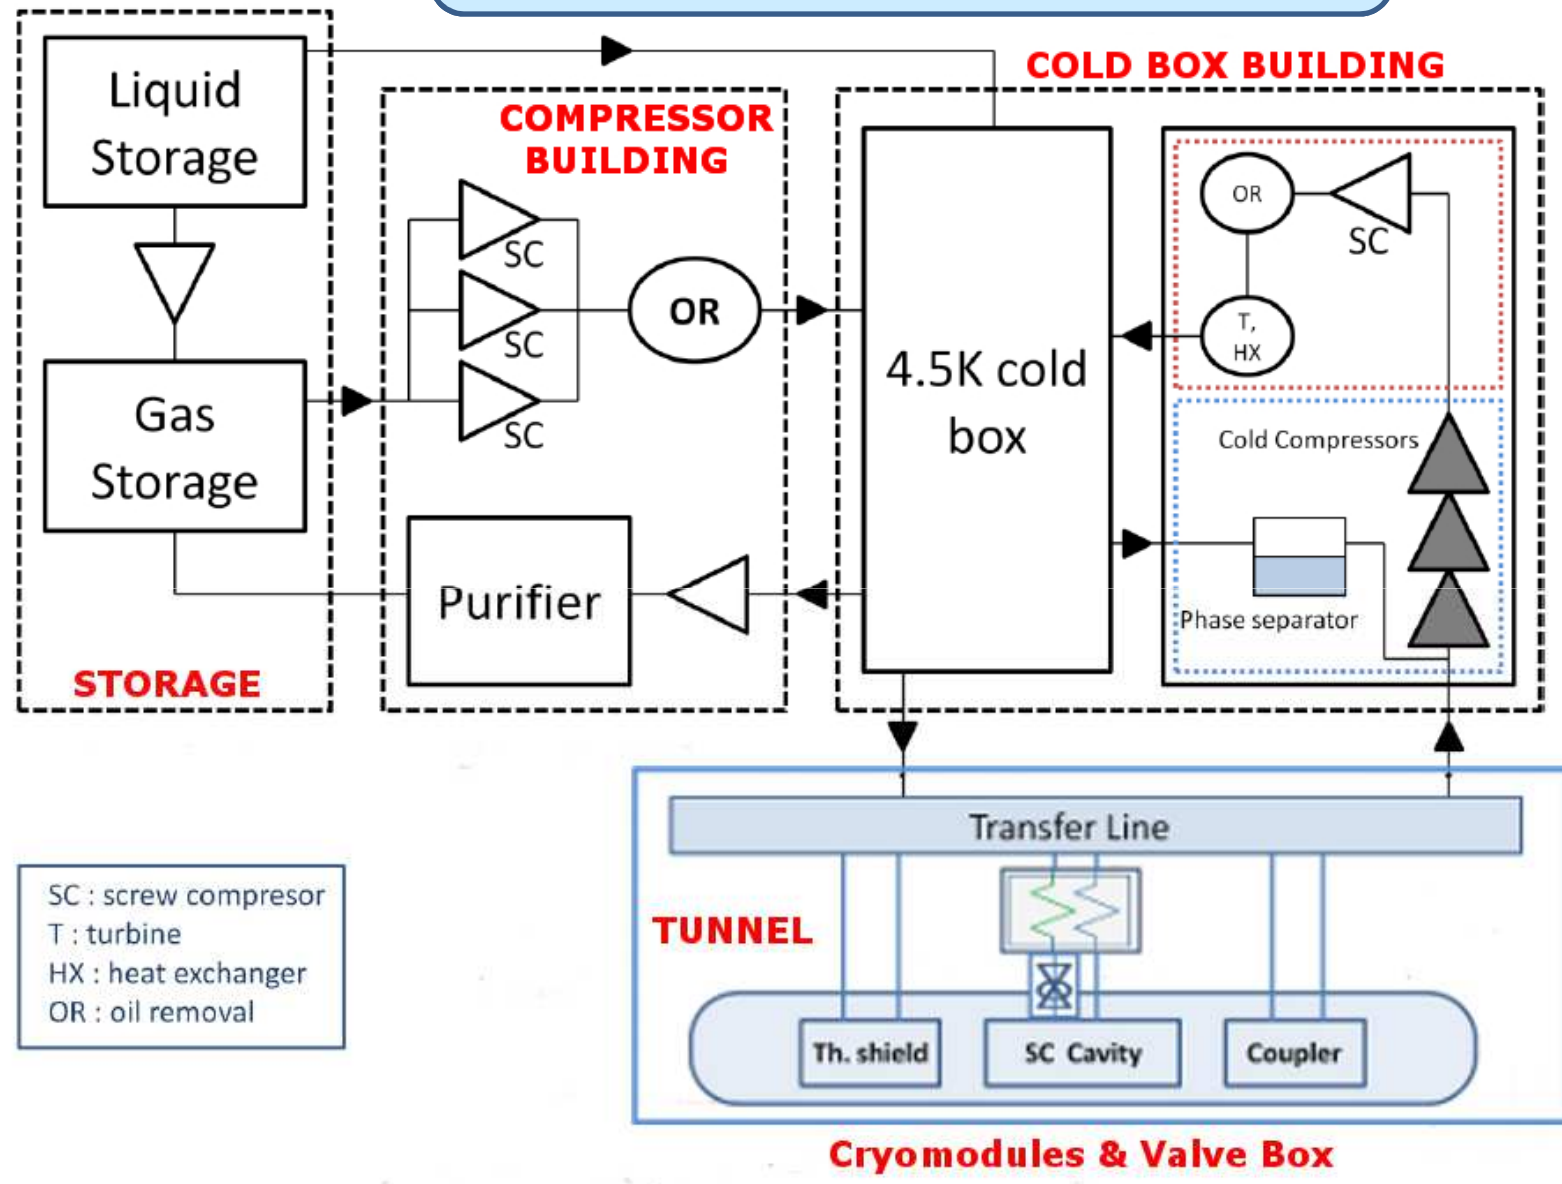 Liquid
Storage
Gas
Storage
STORAGE
COMPRESSOR
BUILDING
SC
SC
SC
OR
Purifier
COLD BOX BUILDING
4.5K cold
box
OR
SC
T,
HX
Cold Compressors
Phase separator
Transfer Line
TUNNEL
Th. shield
SC Cavity
Coupler
Cryomodules & Valve Box
SC : screw compresor
T : turbine
HX : heat exchanger
OR : oil removal